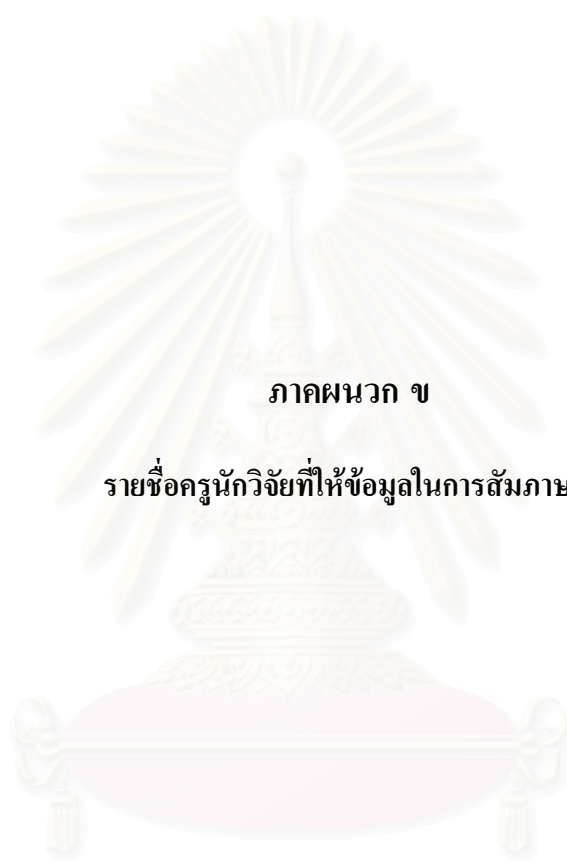 ภาคผนวก ข
รายชื่อครูนักวิจัยที่ให้ข้อมูลในการสัมภาษ